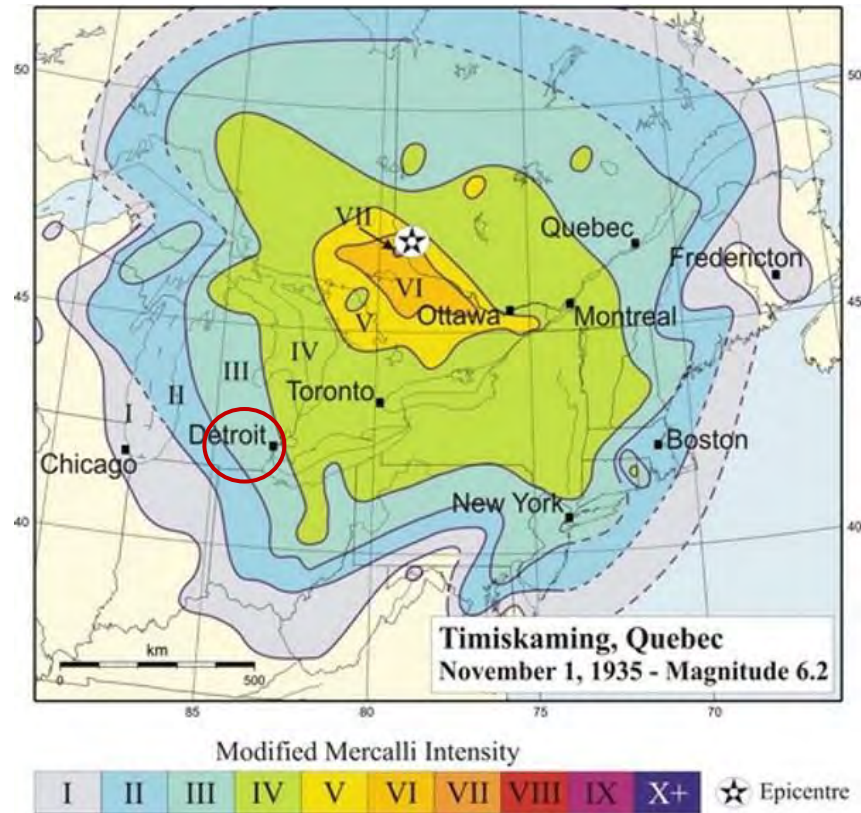 50
50
VII
Quebec
Fredericton
VI
45
45
Ottawa
Montreal
V
IV
III
II
Toronto
I
Detroit
Boston
Chicago
New York
40
40
Timiskaming, Quebec
November 1, 1935 - Magnitude 6.2
km
0
500
85
80
75
70
Modified Mercalli Intensity
I II III IV V VI VII VIII IX X+ Epicentre